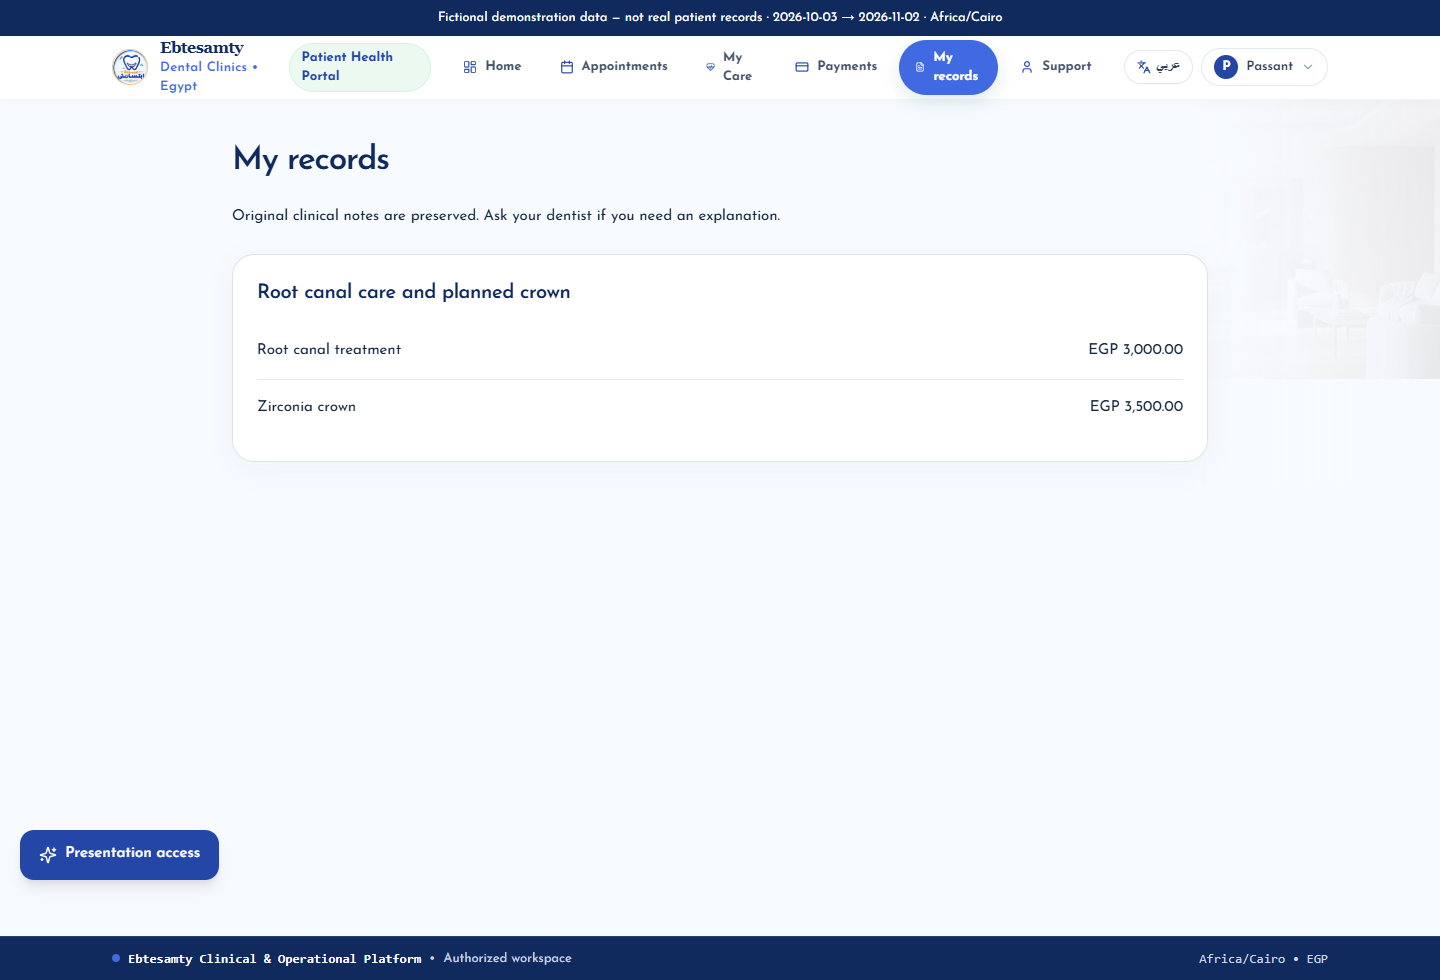 Fictional demonstration data – not real patient records · 2026-10-03 → 2026-11-02 · Africa/Cairo
Ebtesamty
Dental Clinics •
Egypt
Patient Health
Portal
Home
Appointments
My
Care
Payments
My
records
Support
عربي
P
Passant
My records
Original clinical notes are preserved. Ask your dentist if you need an explanation.
Root canal care and planned crown
Root canal treatment EGP 3,000.00
Zirconia crown EGP 3,500.00
Presentation access
Ebtesamty Clinical & Operational Platform • Authorized workspace
Africa/Cairo • EGP